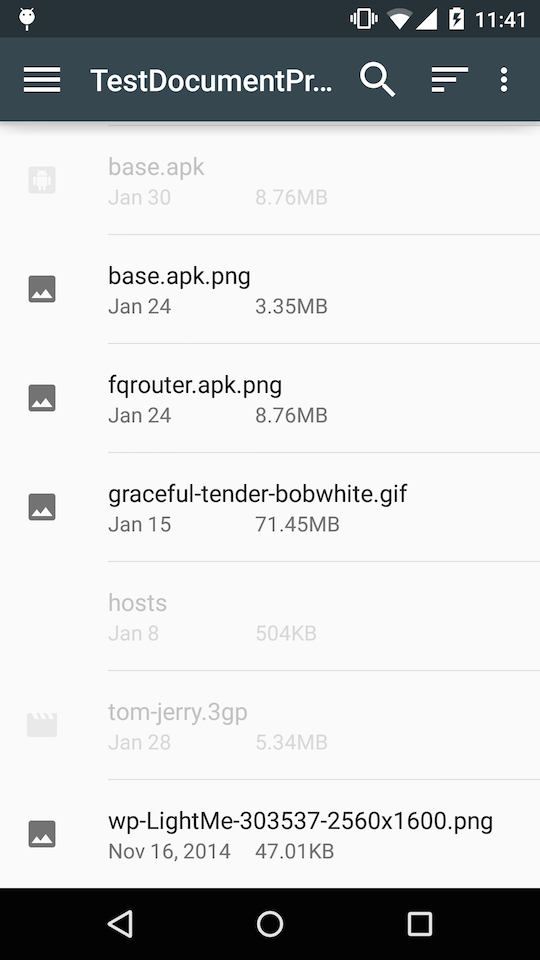 11:41
TestDocumentPr...
base.apk
Jan 30 8.76MB
base.apk.png
Jan 24 3.35MB
fqrouter.apk.png
Jan 24 8.76MB
graceful-tender-bobwhite.gif
Jan 15 71.45MB
hosts
Jan 8 504KB
tom-jerry.3gp
Jan 28 5.34MB
wp-LightMe-303537-2560x1600.png
Nov 16, 2014 47.01KB